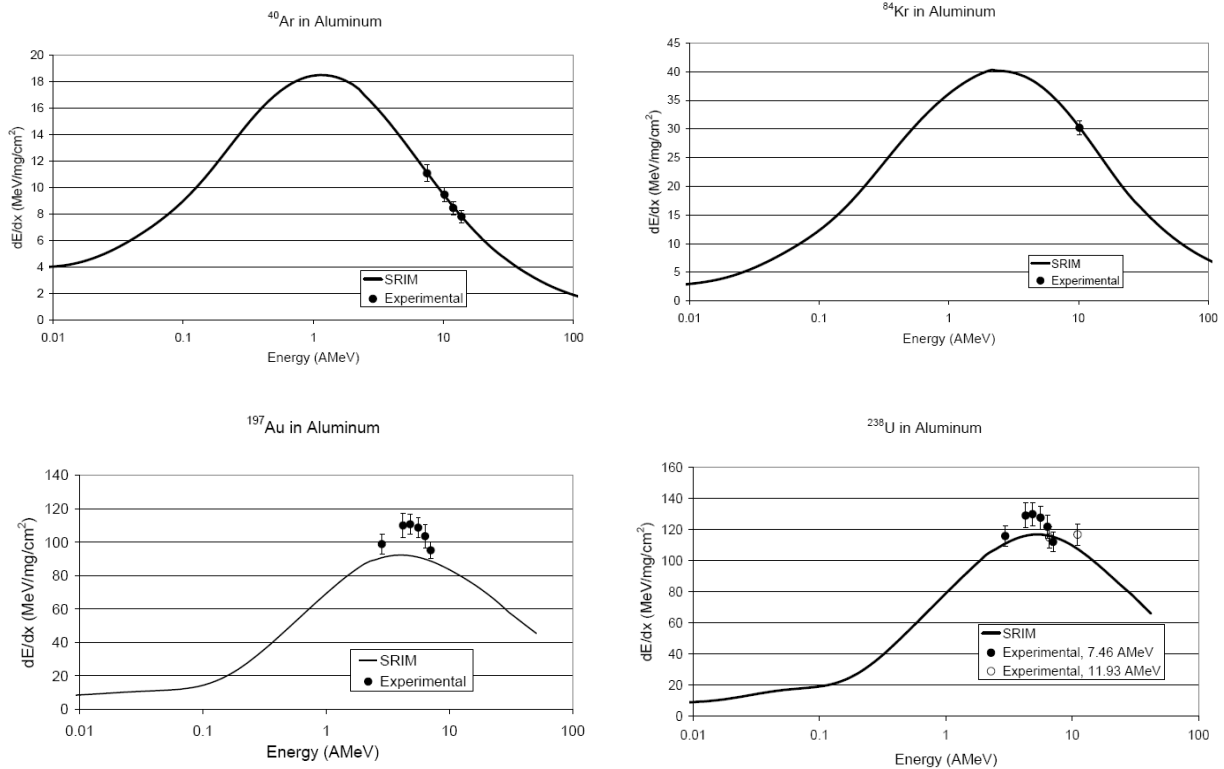 ⁴⁰Ar in Aluminum
dE/dx (MeV/mg/cm²)
20
18
16
14
12
10
8
6
4
2
0
0.01 0.1 1 10 100
Energy (AMeV)
SRIM
Experimental
⁸⁴Kr in Aluminum
dE/dx (MeV/mg/cm²)
45
40
35
30
25
20
15
10
5
0
0.01 0.1 1 10 100
Energy (AMeV)
SRIM
Experimental
¹⁹⁷Au in Aluminum
dE/dx (MeV/mg/cm²)
140
120
100
80
60
40
20
0
0.01 0.1 1 10 100
Energy (AMeV)
SRIM
Experimental
²³⁸U in Aluminum
dE/dx (MeV/mg/cm²)
160
140
120
100
80
60
40
20
0
0.01 0.1 1 10 100
Energy (AMeV)
SRIM
Experimental, 7.46 AMeV
Experimental, 11.93 AMeV